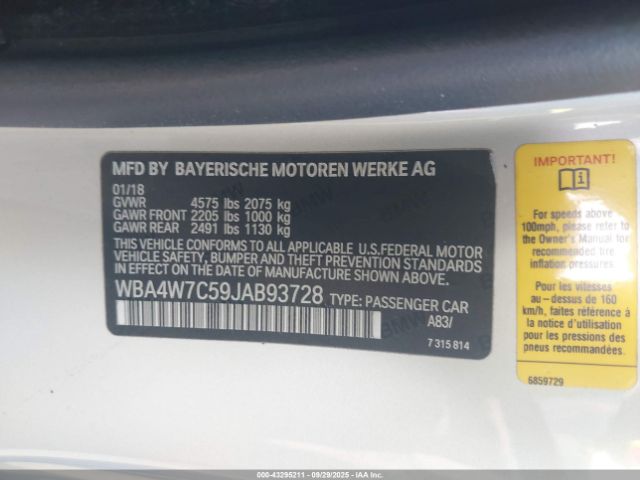 MFD BY BAYERISCHE MOTOREN WERKE AG
01/18
GVWR 4575 lbs 2075 kg
GAWR FRONT 2205 lbs 1000 kg
GAWR REAR 2491 lbs 1130 kg
THIS VEHICLE CONFORMS TO ALL APPLICABLE U.S.FEDERAL MOTOR
VEHICLE SAFETY, BUMPER, AND THEFT PREVENTION STANDARDS
IN EFFECT ON THE DATE OF MANUFACTURE SHOWN ABOVE.
WBA4W7C59JAB93728 TYPE: PASSENGER CAR
A83/
7 315 814
IMPORTANT!
For speeds above
100mph, please refer to
the Owner's Manual for
recommended tire
inflation pressures.
Pour les vitesses
au-dessus de 160
km/h, faites référence à
la notice d'utilisation
pour les pressions des
pneus recommandées.
6859729
000-43295211 - 09/29/2025 - IAAI.COM